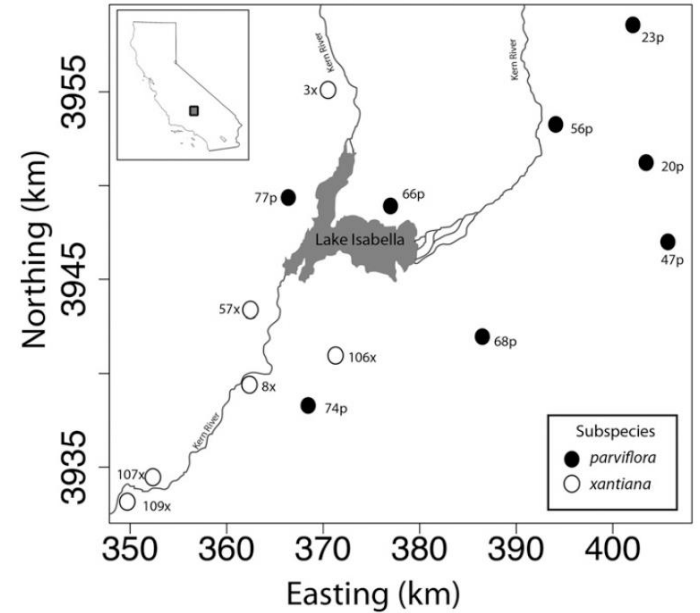 Kern River
Kern River
23p
3x
3955
56p
20p
77p
66p
Lake Isabella
47p
Northing (km)
3945
57x
68p
106x
8x
74p
Kern River
Subspecies
parviflora
xantiana
3935
107x
109x
350 360 370 380 390 400
Easting (km)